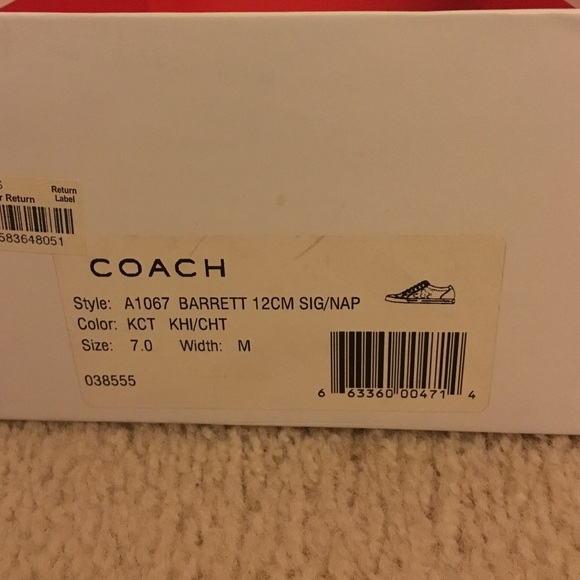 Return
r Return Label
583648051
COACH
Style: A1067 BARRETT 12CM SIG/NAP
Color: KCT KHI/CHT
Size: 7.0 Width: M
038555
6 63360 00471 4